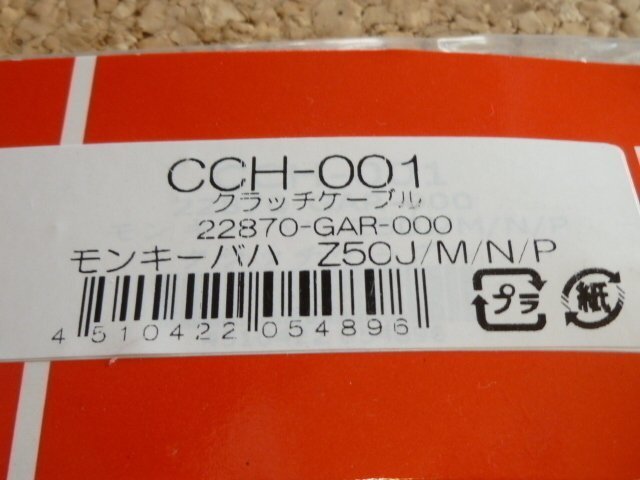 CCH-001
クラッチケーブル
22870-GAR-000
モンキーバハ Z50J/M/N/P
4 510422 054896
プラ
紙